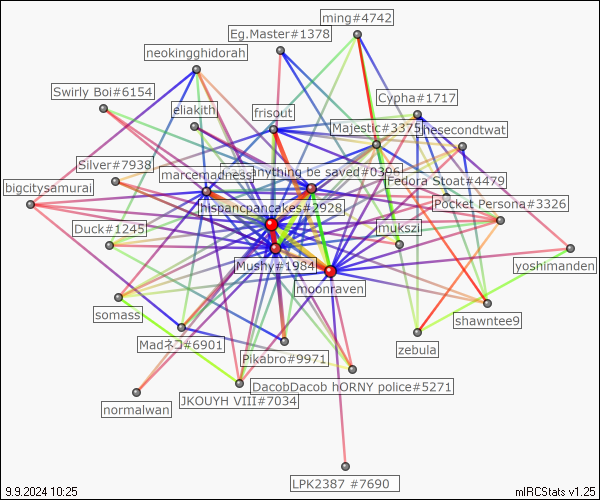 ming#4742
Eg.Master#1378
neokingghidorah
Swirly Boi#6154
Cypha#1717
eliakith
frisout
Majestic#3375
hesecondtwat
Silver#7938
marcemadness
anything be saved#0396
Fedora Stoat#4479
bigcitysamurai
hispancpancakes#2928
Pocket Persona#3326
Duck#1245
mukszi
Mushy#1984
yoshimanden
moonraven
somass
shawntee9
Madネコ#6901
Pikabro#9971
zebula
DacobDacob hORNY police#5271
JKOUYH VIII#7034
normalwan
LPK2387 #7690
9.9.2024 10:25
mIRCStats v1.25